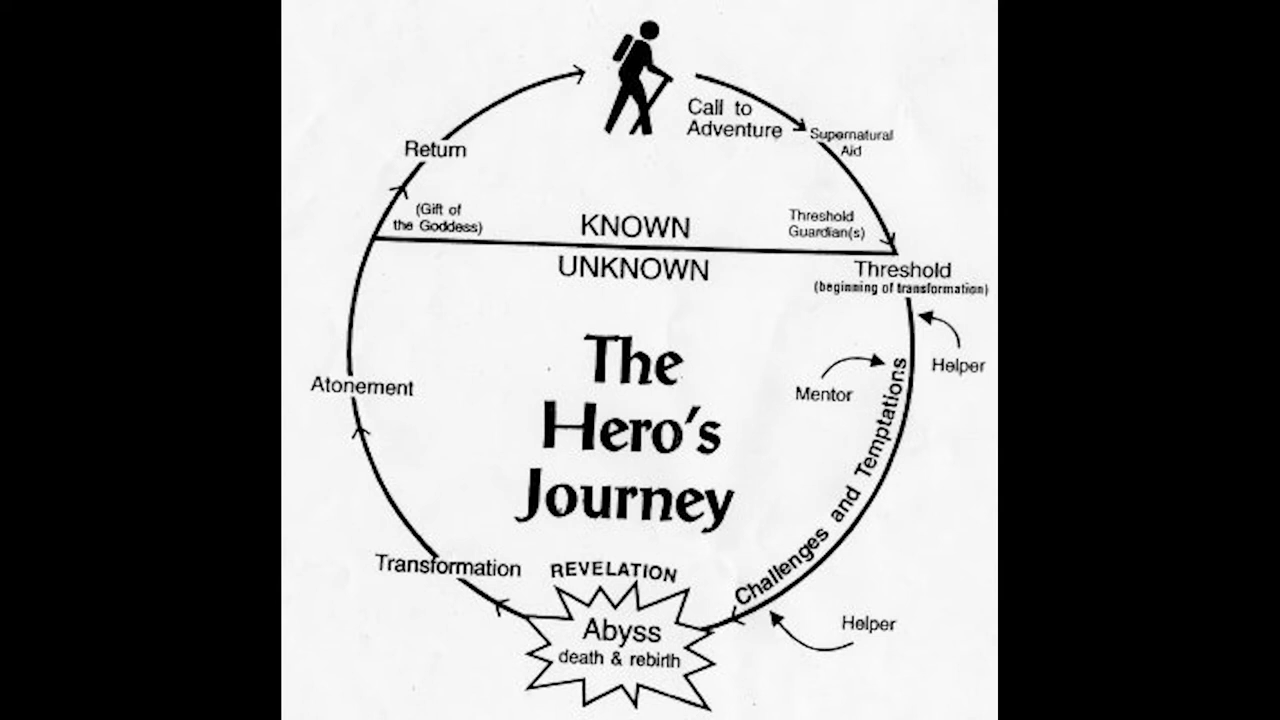 Call to
Adventure
Supernatural
Aid
Return
(Gift of
the Goddess)
KNOWN
Threshold
Guardian(s)
UNKNOWN
Threshold
(beginning of transformation)
Helper
Mentor
The
Hero's
Journey
Atonement
Challenges and Temptations
Transformation
REVELATION
Abyss
death & rebirth
Helper